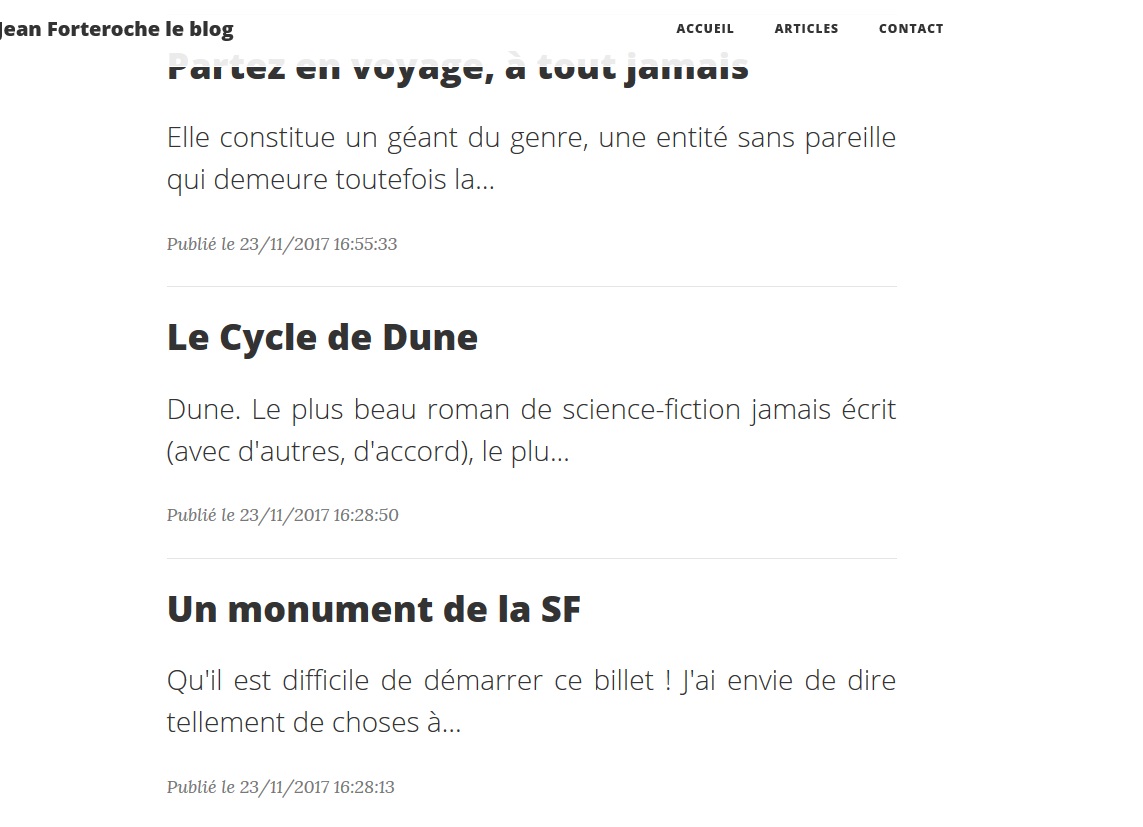 Jean Forteroche le blog
ACCUEIL ARTICLES CONTACT
Partez en voyage, à tout jamais
Elle constitue un géant du genre, une entité sans pareille
qui demeure toutefois la...
Publié le 23/11/2017 16:55:33
Le Cycle de Dune
Dune. Le plus beau roman de science-fiction jamais écrit
(avec d'autres, d'accord), le plu...
Publié le 23/11/2017 16:28:50
Un monument de la SF
Qu'il est difficile de démarrer ce billet ! J'ai envie de dire
tellement de choses à...
Publié le 23/11/2017 16:28:13